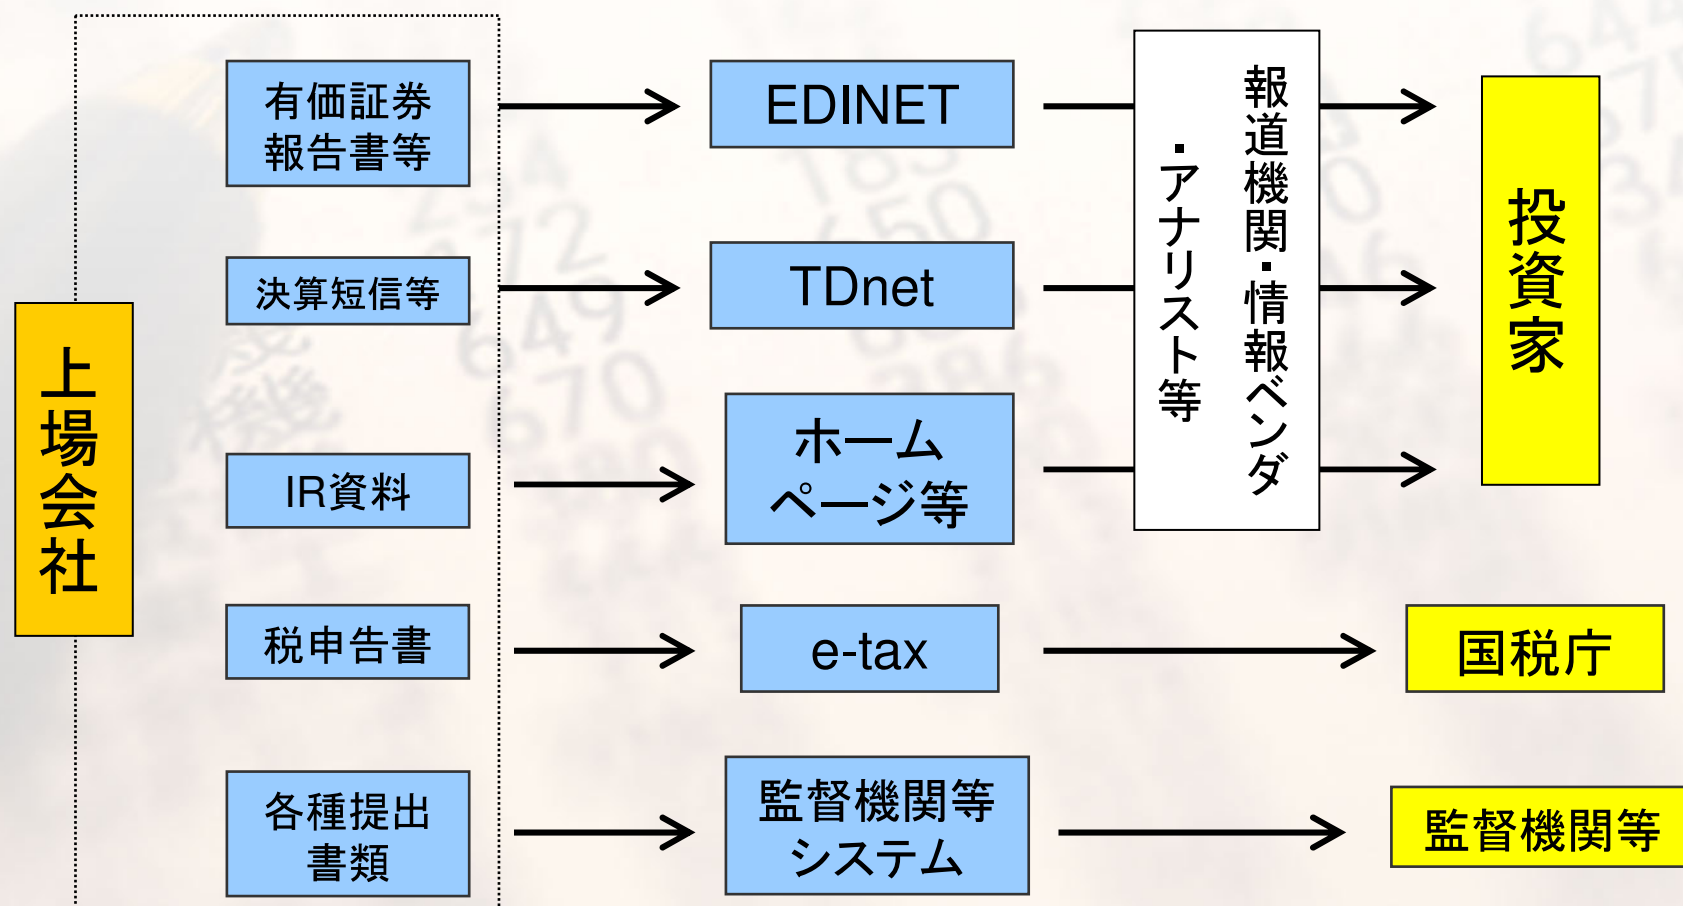 上場会社
有価証券
報告書等
EDINET
報道機関・情報ベンダ
・アナリスト等
投資家
決算短信等
TDnet
IR資料
ホーム
ページ等
税申告書
e-tax
国税庁
各種提出
書類
監督機関等
システム
監督機関等